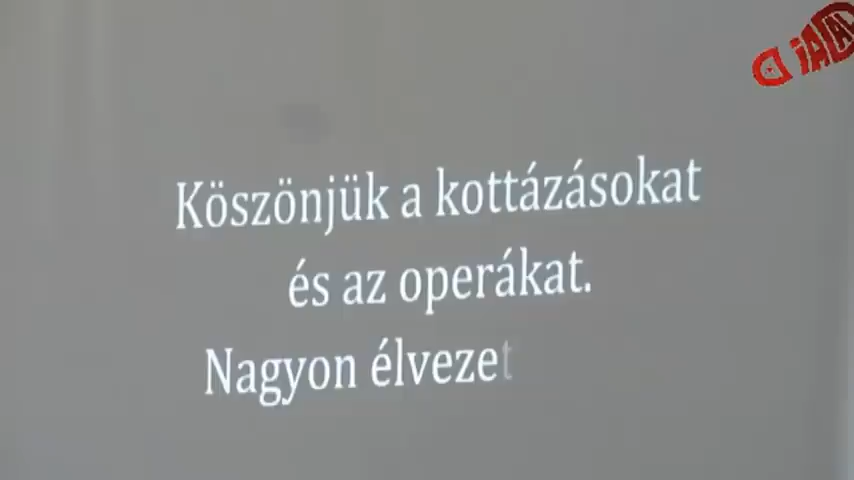 Köszönjük a kottázásokat
és az operákat.
Nagyon élvezet